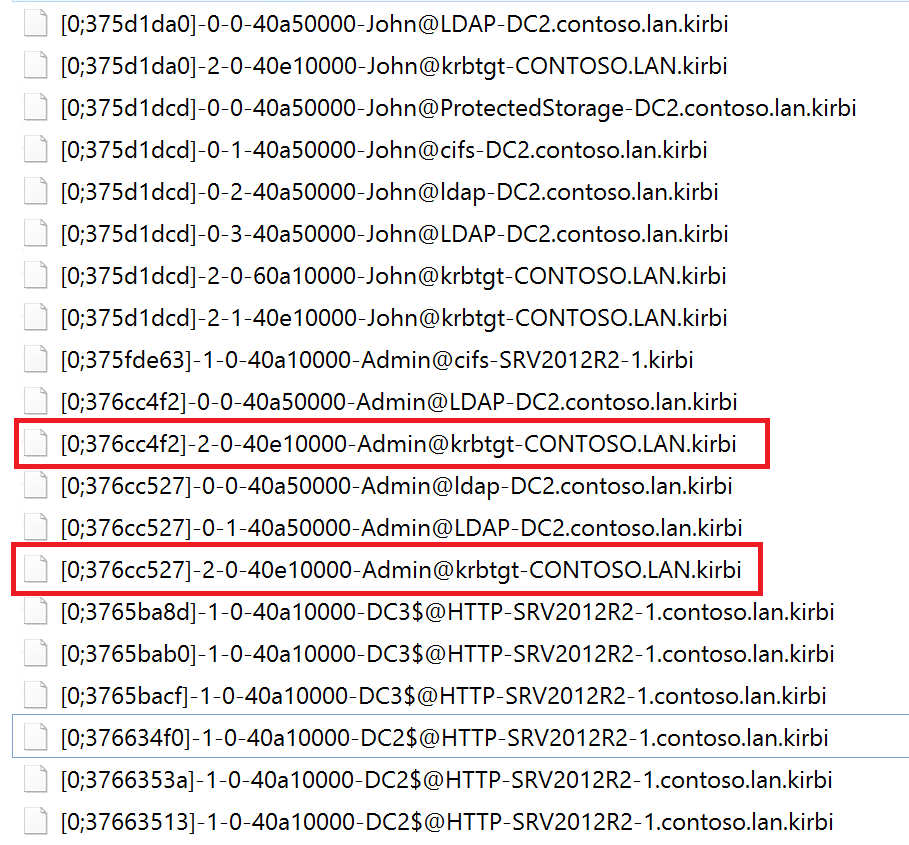 [0;375d1da0]-0-0-40a50000-John@LDAP-DC2.contoso.lan.kirbi
[0;375d1da0]-2-0-40e10000-John@krbtgt-CONTOSO.LAN.kirbi
[0;375d1dcd]-0-0-40a50000-John@ProtectedStorage-DC2.contoso.lan.kirbi
[0;375d1dcd]-0-1-40a50000-John@cifs-DC2.contoso.lan.kirbi
[0;375d1dcd]-0-2-40a50000-John@ldap-DC2.contoso.lan.kirbi
[0;375d1dcd]-0-3-40a50000-John@LDAP-DC2.contoso.lan.kirbi
[0;375d1dcd]-2-0-60a10000-John@krbtgt-CONTOSO.LAN.kirbi
[0;375d1dcd]-2-1-40e10000-John@krbtgt-CONTOSO.LAN.kirbi
[0;375fde63]-1-0-40a10000-Admin@cifs-SRV2012R2-1.kirbi
[0;376cc4f2]-0-0-40a50000-Admin@LDAP-DC2.contoso.lan.kirbi
[0;376cc4f2]-2-0-40e10000-Admin@krbtgt-CONTOSO.LAN.kirbi
[0;376cc527]-0-0-40a50000-Admin@ldap-DC2.contoso.lan.kirbi
[0;376cc527]-0-1-40a50000-Admin@LDAP-DC2.contoso.lan.kirbi
[0;376cc527]-2-0-40e10000-Admin@krbtgt-CONTOSO.LAN.kirbi
[0;3765ba8d]-1-0-40a10000-DC3$@HTTP-SRV2012R2-1.contoso.lan.kirbi
[0;3765bab0]-1-0-40a10000-DC3$@HTTP-SRV2012R2-1.contoso.lan.kirbi
[0;3765bacf]-1-0-40a10000-DC3$@HTTP-SRV2012R2-1.contoso.lan.kirbi
[0;376634f0]-1-0-40a10000-DC2$@HTTP-SRV2012R2-1.contoso.lan.kirbi
[0;3766353a]-1-0-40a10000-DC2$@HTTP-SRV2012R2-1.contoso.lan.kirbi
[0;37663513]-1-0-40a10000-DC2$@HTTP-SRV2012R2-1.contoso.lan.kirbi